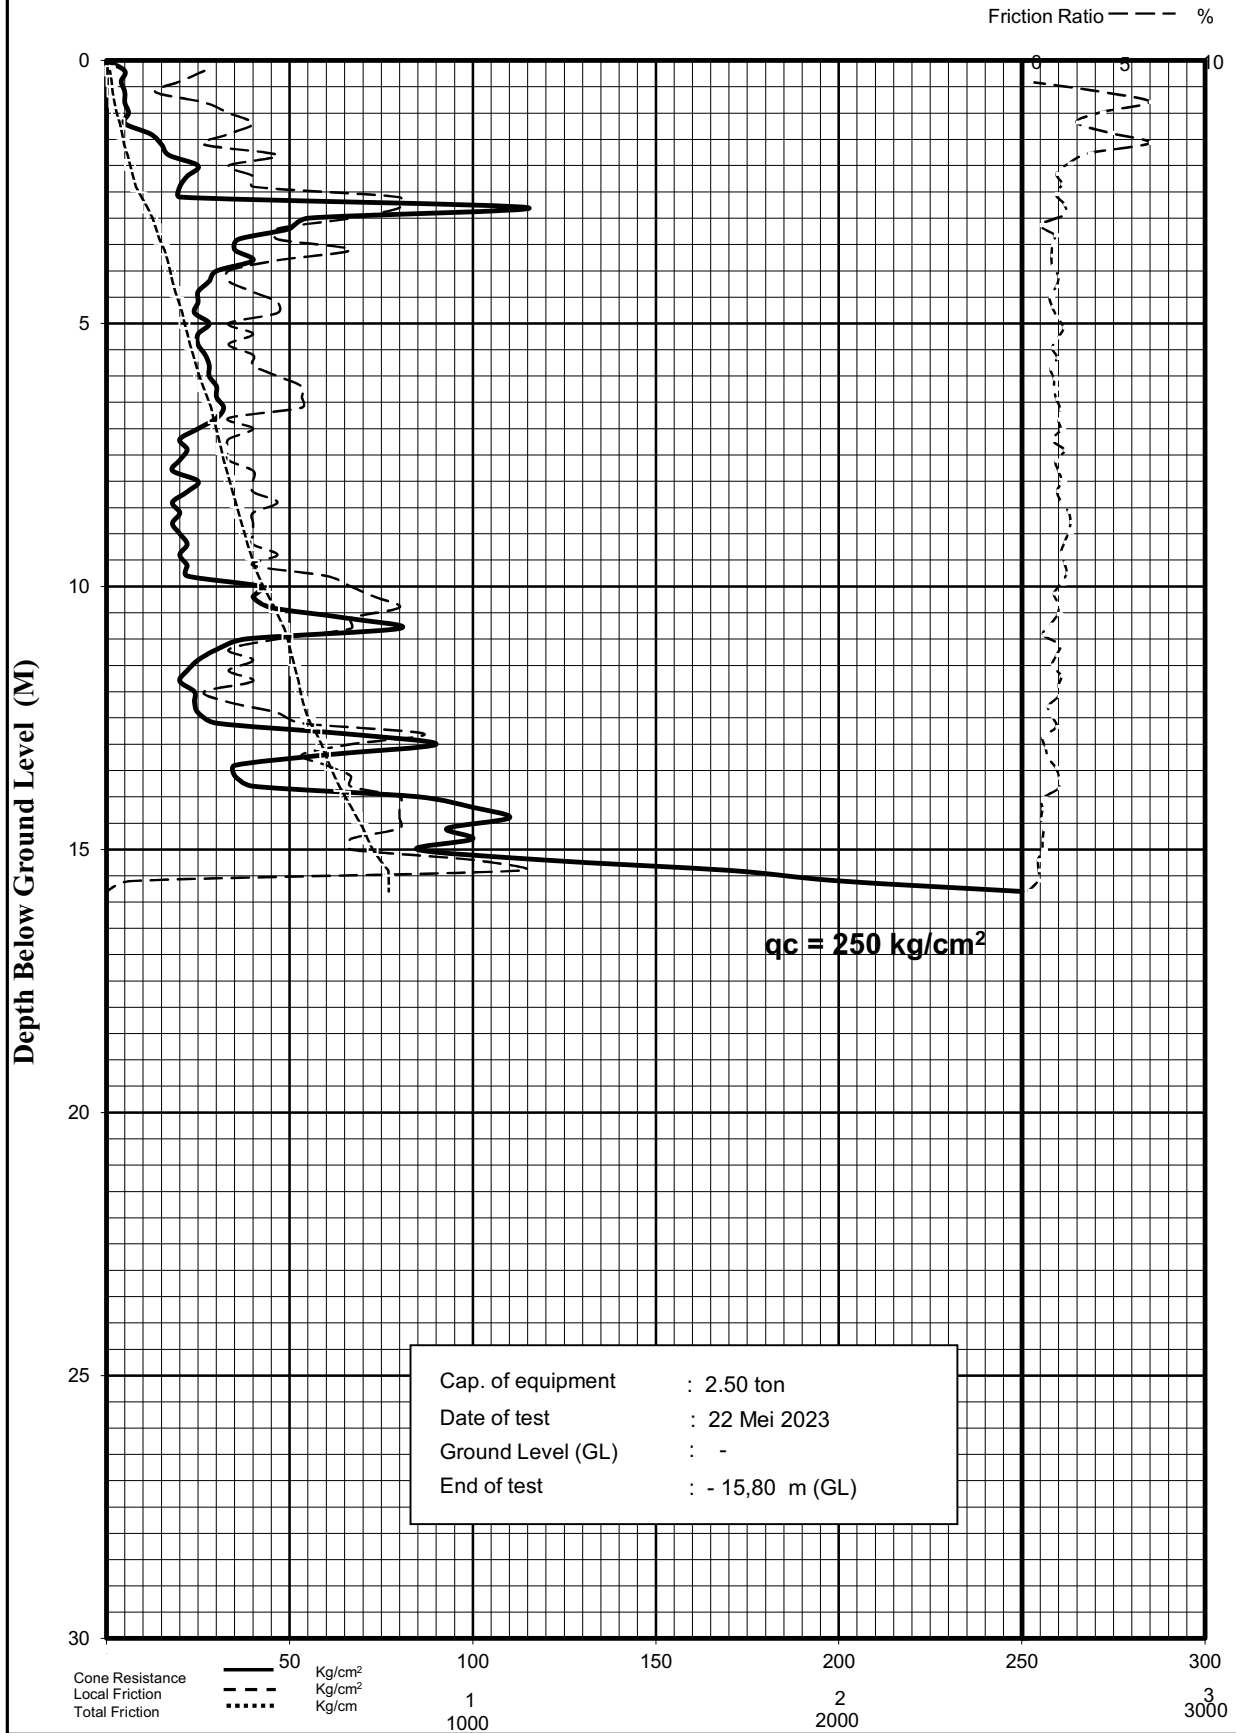 Friction Ratio %
0 5 10
0
5
10
15
20
25
30
Depth Below Ground Level (M)
qc = 250 kg/cm²
Cap. of equipment : 2.50 ton
Date of test : 22 Mei 2023
Ground Level (GL) : -
End of test : - 15,80 m (GL)
50 100 150 200 250 300
Cone Resistance Kg/cm²
Local Friction Kg/cm²
Total Friction Kg/cm
1 2 3
1000 2000 3000